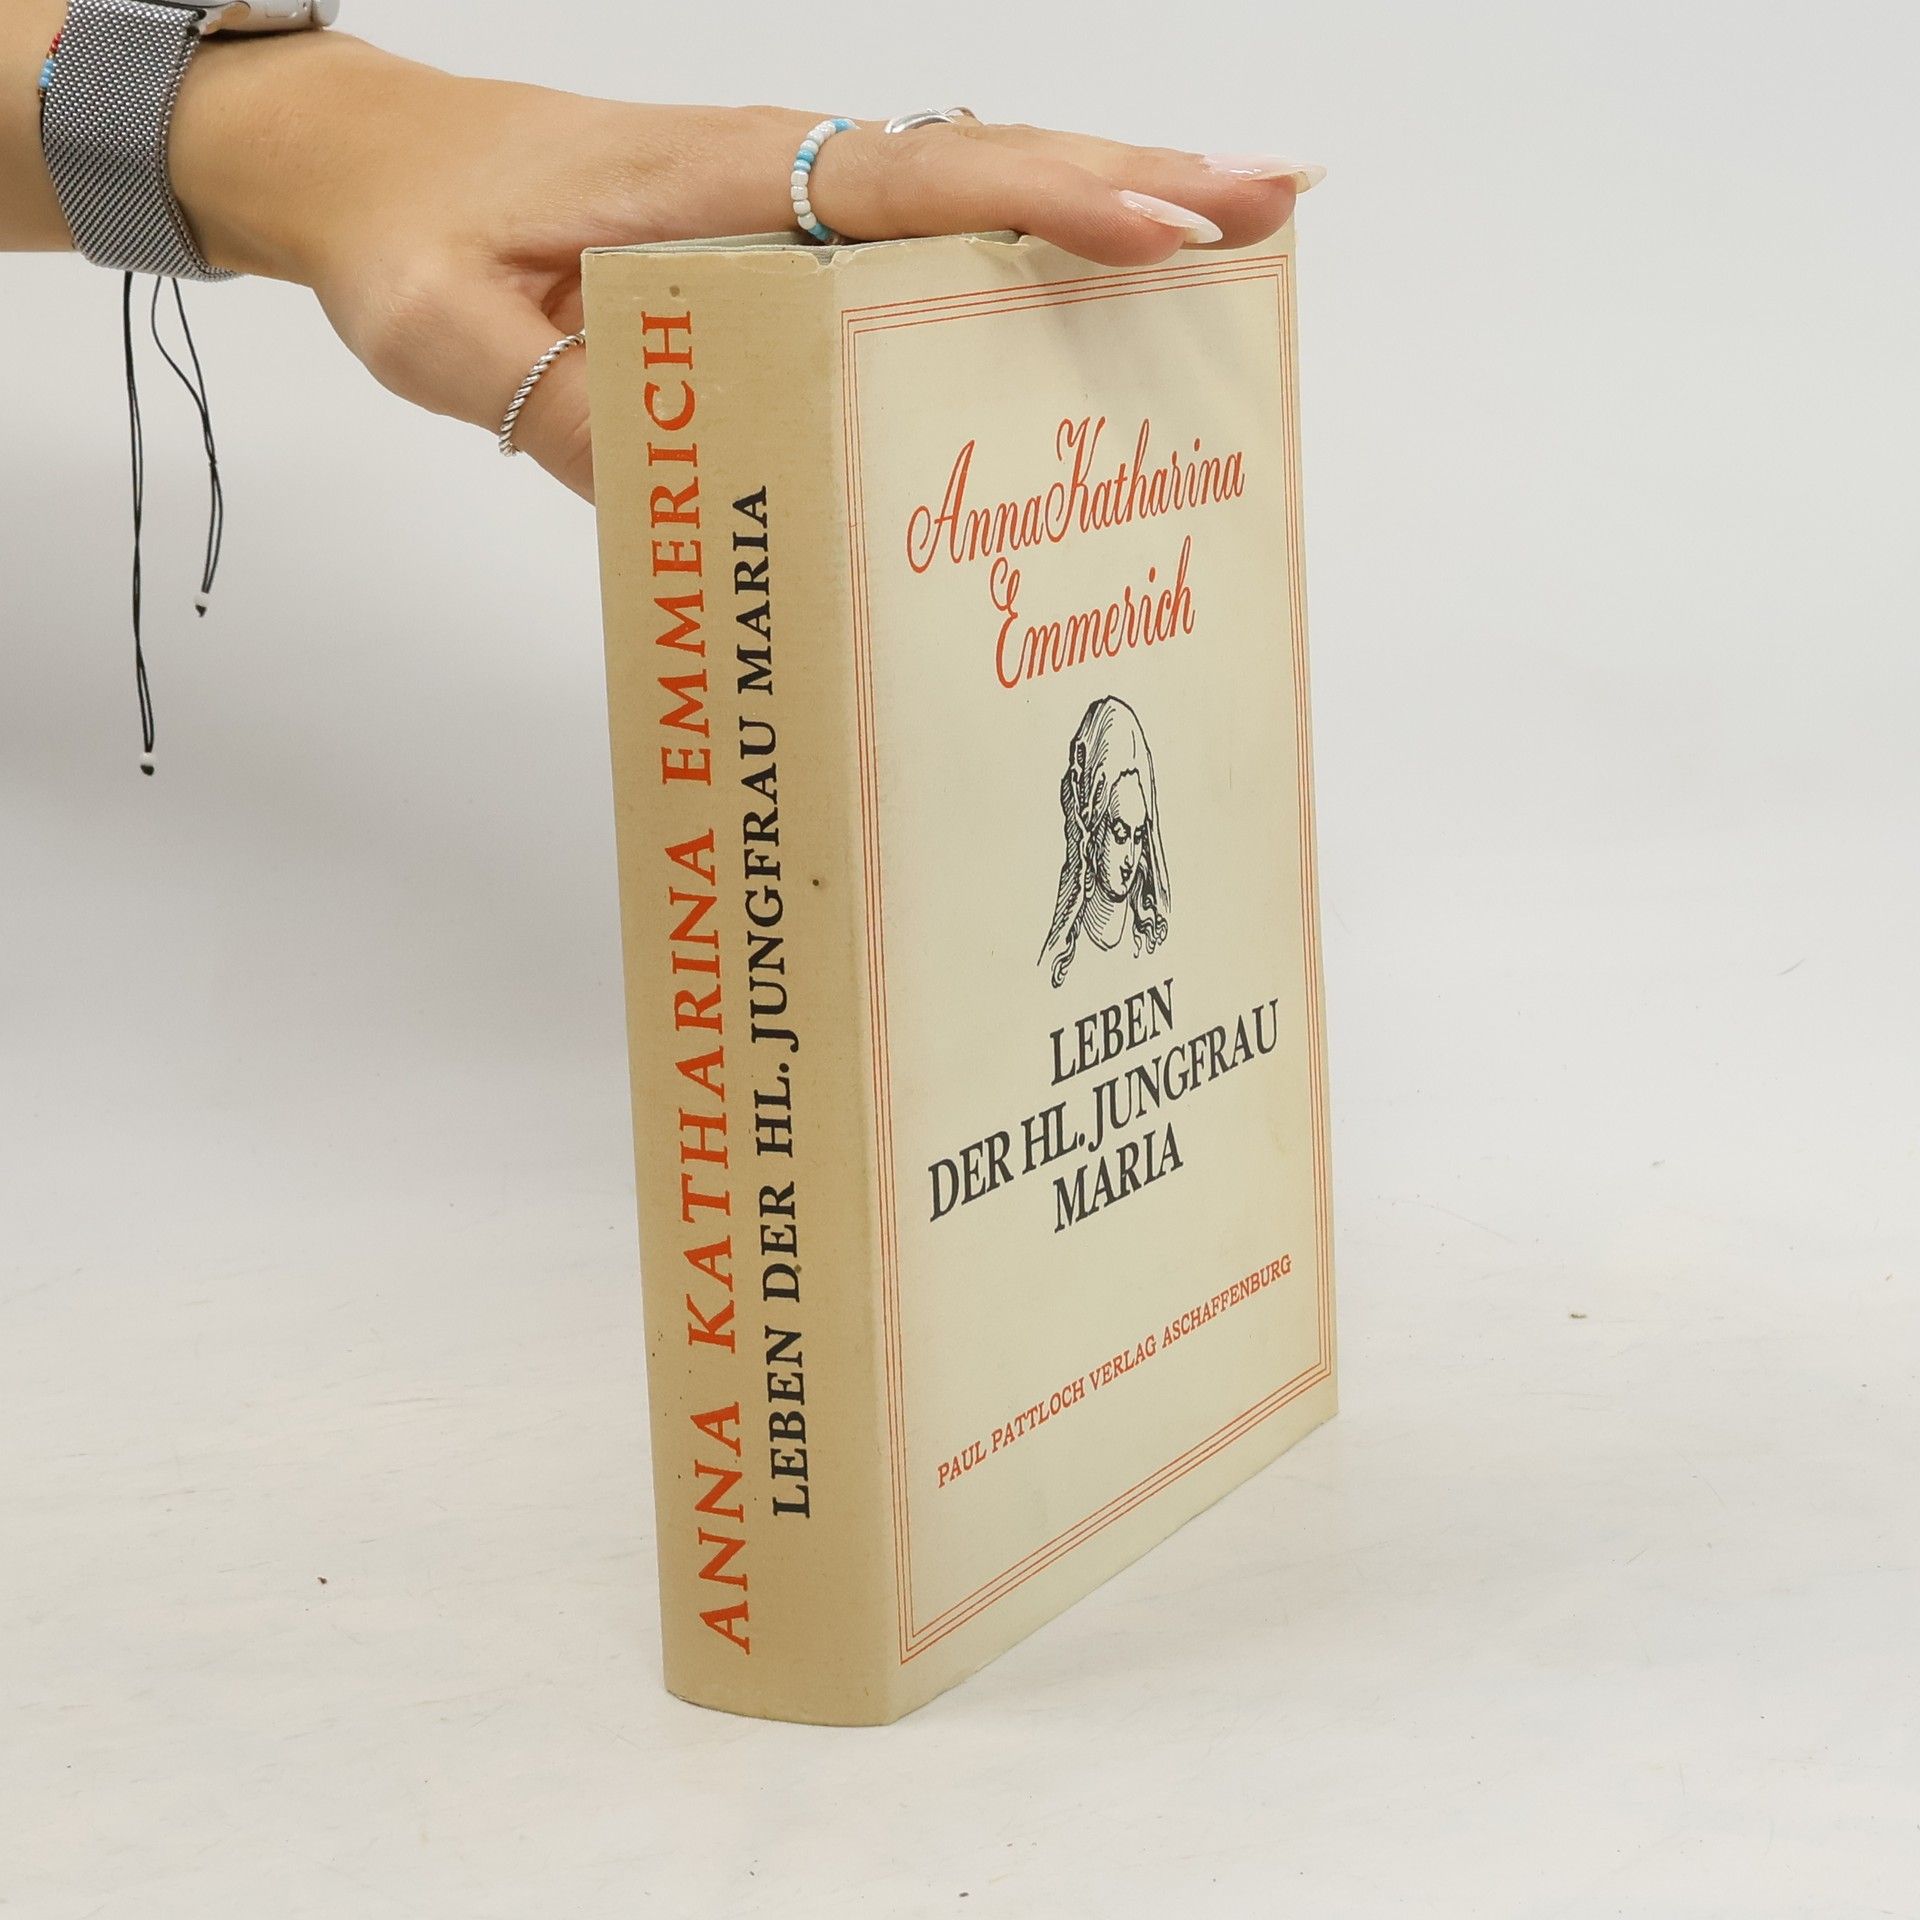 ANNA KATHARINA EMMERICH
LEBEN DER HL. JUNGFRAU MARIA
Anna Katharina
Emmerich
LEBEN
DER HL. JUNGFRAU
MARIA
PAUL PATTLOCH VERLAG ASCHAFFENBURG